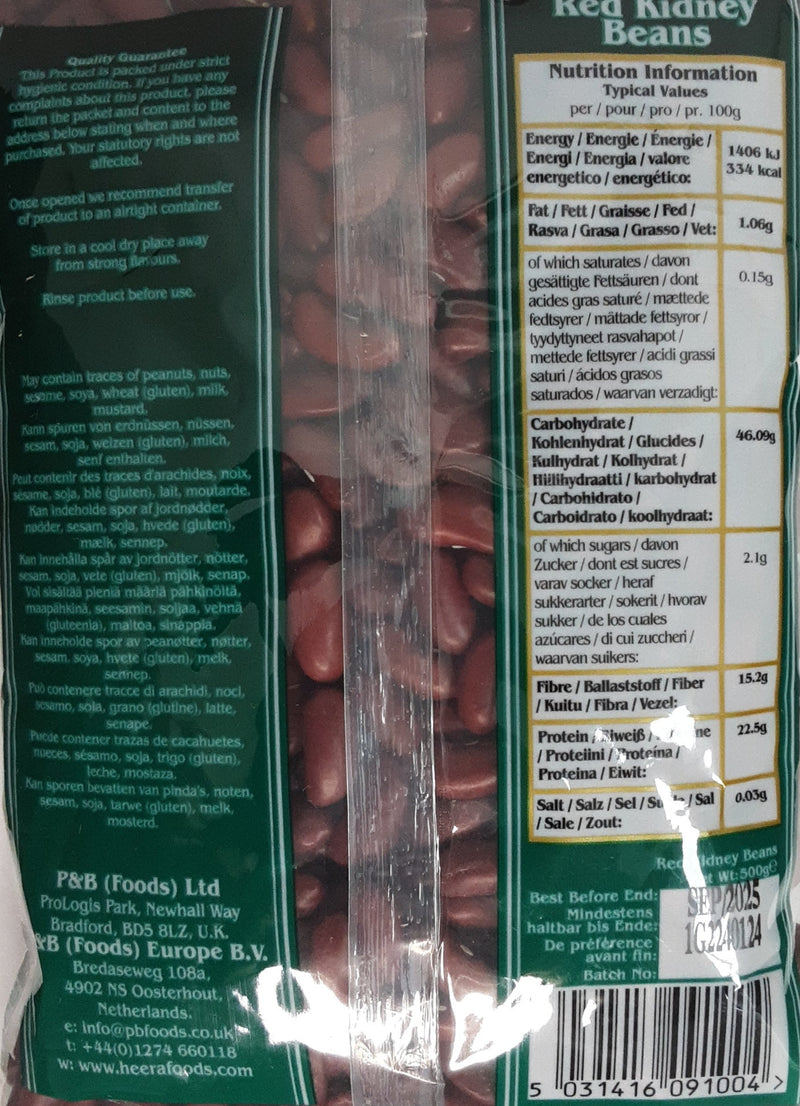 Quality Guarantee
This Product is packed under strict
hygienic condition. If you have any
complaints about this product, please
return the packet and content to the
address below stating when and where
purchased. Your statutory rights are not
affected.
Once opened we recommend transfer
of product to an airtight container.
Store in a cool dry place away
from strong flavours.
Rinse product before use.
May contain traces of peanuts, nuts,
sesome, soya, wheat (gluten), milk,
mustard.
Kann spuren von erdnüssen, nüssen,
sesam, soja, weizen (gluten), milch,
senf enthalten.
Peut contenir des traces d'arachides, noix,
sésame, soja, blé (gluten), lait, moutarde.
Kan indeholde spor af jordnødder,
nødder, sesam, soja, hvede (gluten),
mælk, sennep.
Kan innehålla spår av jordnötter, nötter,
sesam, soja, vete (gluten), mjölk, senap.
Vol sisältää pleniä määriä pähkinöitä,
maapähkinä, seesamin, soijaa, vehnä
(gluteenia), maitoa, sinappia.
Kan inneholde spor av peanøtter, nøtter,
sesam, soya, hvete (gluten), melk,
sennep.
Può contenere tracce di arachidi, noci,
sesamo, soia, grano (glutine), latte,
senape.
Puede contener trazas de cacahuetes,
nueces, sésamo, soja, trigo (gluten),
leche, mostaza.
Kan sporen bevatten van pinda's, noten,
sesam, soja, tarwe (gluten), melk,
mosterd.
P&B (Foods) Ltd
ProLogis Park, Newhall Way
Bradford, BD5 8LZ, U.K.
P&B (Foods) Europe B.V.
Bredaseweg 108a,
4902 NS Oosterhout,
Netherlands.
e: info@pbfoods.co.uk
t: +44(0)1274 660118
w: www.heerafoods.com
Red Kidney
Beans
Nutrition Information
Typical Values
per / pour / pro / pr. 100g
Energy / Energie / Énergie /
Energi / Energia / valore
energetico / energético:
1406 kJ
334 kcal
Fat / Fett / Graisse / Fed /
Rasva / Grasa / Grasso / Vet:
1.06g
of which saturates / davon
gesättigte Fettsäuren / dont
acides gras saturé / mættede
fedtsyrer / mättade fettsyror /
tyydyttyneet rasvahapot /
mettede fettsyrer / acidi grassi
saturi / ácidos grasos
saturados / waarvan verzadigt:
0.15g
Carbohydrate /
Kohlenhydrat / Glucides /
Kulhydrat / Kolhydrat /
Hiilihydraatti / karbohydrat
/ Carbohidrato /
Carboidrato / koolhydraat:
46.09g
of which sugars / davon
Zucker / dont est sucres /
varav socker / heraf
sukkerarter / sokerit / hvorav
sukker / de los cuales
azúcares / di cui zuccheri /
waarvan suikers:
2.1g
Fibre / Ballaststoff / Fiber
/ Kuitu / Fibra / Vezel:
15.2g
Protein / Eiweiß /
/ Proteiini / Proteína /
Proteina / Eiwit:
22.5g
Salt / Salz / Sel / / Sal
/ Sale / Zout:
0.03g
Red Kidney Beans
Wt: 500ge
Best Before End:
Mindestens
haltbar bis Ende:
De préférence
avant fin:
Batch No:
SEP/2025
1G2240124
5 031416 091004 >